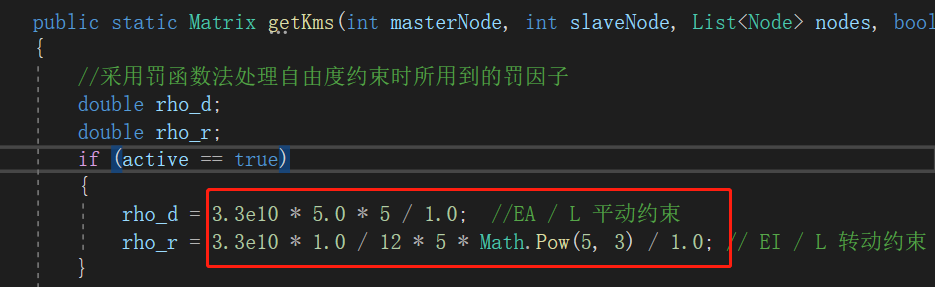 public static Matrix getKms(int masterNode, int slaveNode, List<Node> nodes, bool
{
//采用罚函数法处理自由度约束时所用到的罚因子
double rho_d;
double rho_r;
if (active == true)
{
rho_d = 3.3e10 * 5.0 * 5 / 1.0;  //EA / L 平动约束
rho_r = 3.3e10 * 1.0 / 12 * 5 * Math.Pow(5, 3) / 1.0; // EI / L 转动约束
}